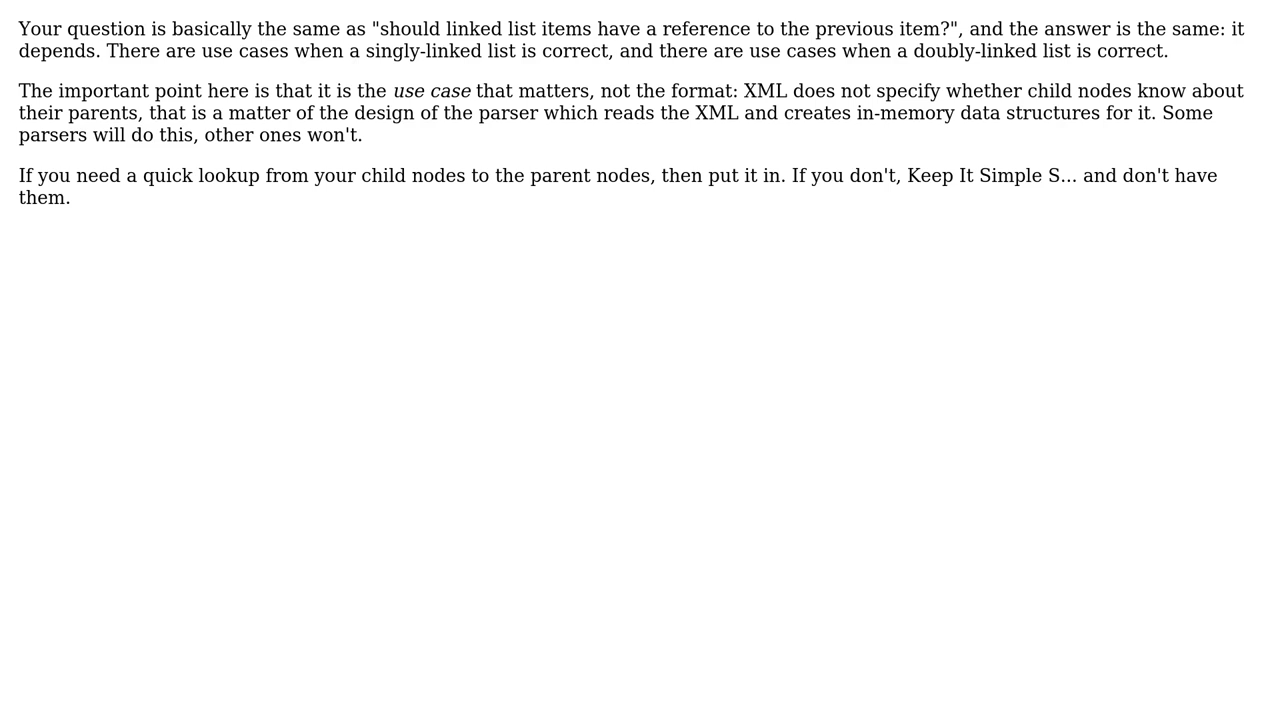 Your question is basically the same as "should linked list items have a reference to the previous item?", and the answer is the same: it
depends. There are use cases when a singly-linked list is correct, and there are use cases when a doubly-linked list is correct.
The important point here is that it is the use case that matters, not the format: XML does not specify whether child nodes know about
their parents, that is a matter of the design of the parser which reads the XML and creates in-memory data structures for it. Some
parsers will do this, other ones won't.
If you need a quick lookup from your child nodes to the parent nodes, then put it in. If you don't, Keep It Simple S... and don't have
them.